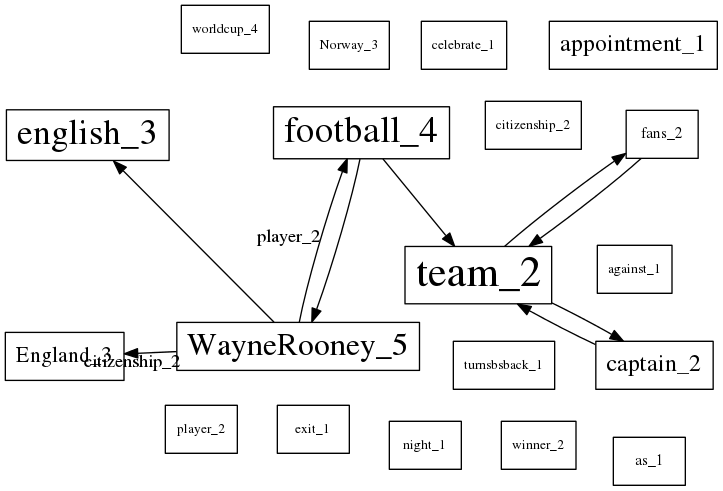 worldcup_4
Norway_3
celebrate_1
appointment_1
english_3
football_4
citizenship_2
fans_2
player_2
team_2
against_1
England_3
citizenship_2
WayneRooney_5
turnsbsback_1
captain_2
player_2
exit_1
night_1
winner_2
as_1